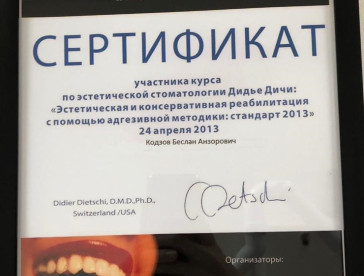 СЕРТИФИКАТ
участника курса
по эстетической стоматологии Дидье Дичи:
«Эстетическая и консервативная реабилитация
с помощью адгезивной методики: стандарт 2013»
24 апреля 2013
Кодзов Беслан Анзорович
Didier Dietschi, D.M.D,Ph.D.,
Switzerland /USA
Организаторы: